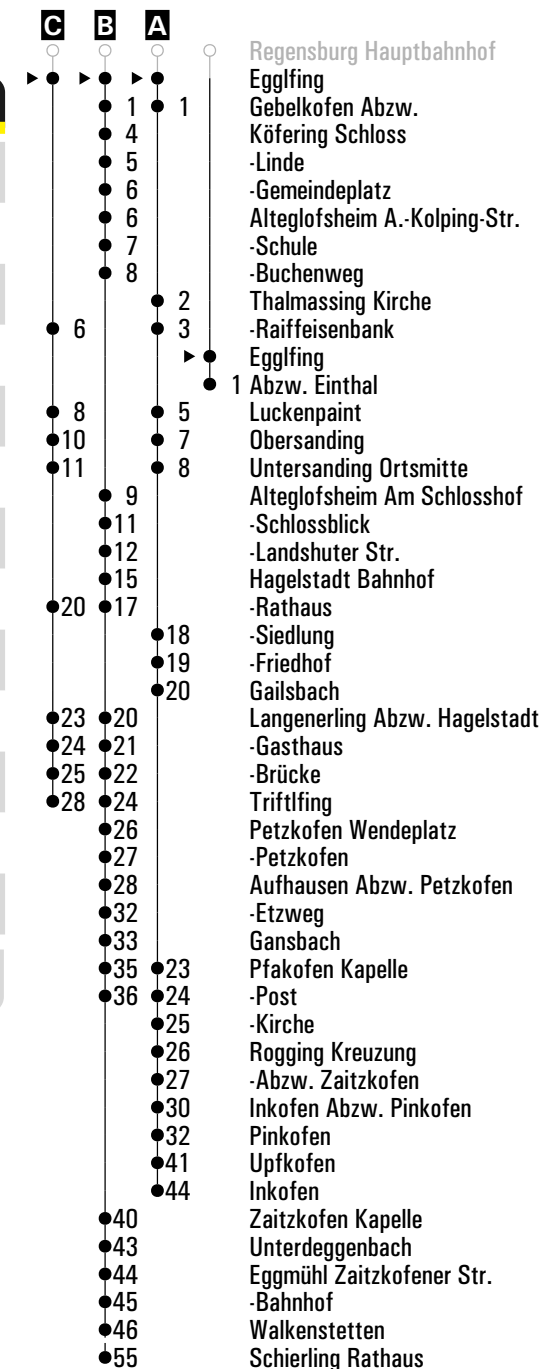 C B A
Regensburg Hauptbahnhof
Egglfing
1 1 Gebelkofen Abzw.
4 Köfering Schloss
5 -Linde
6 -Gemeindeplatz
6 Alteglofsheim A.-Kolping-Str.
7 -Schule
8 -Buchenweg
2 Thalmassing Kirche
6 3 -Raiffeisenbank
Egglfing
1 Abzw. Einthal
8 5 Luckenpaint
10 7 Obersanding
11 8 Untersanding Ortsmitte
9 Alteglofsheim Am Schlosshof
11 -Schlossblick
12 -Landshuter Str.
15 Hagelstadt Bahnhof
20 17 -Rathaus
18 -Siedlung
19 -Friedhof
20 Gailsbach
23 20 Langenerling Abzw. Hagelstadt
24 21 -Gasthaus
25 22 -Brücke
28 24 Triftlfing
26 Petzkofen Wendeplatz
27 -Petzkofen
28 Aufhausen Abzw. Petzkofen
32 -Etzweg
33 Gansbach
35 23 Pfakofen Kapelle
36 24 -Post
25 -Kirche
26 Rogging Kreuzung
27 -Abzw. Zaitzkofen
30 Inkofen Abzw. Pinkofen
32 Pinkofen
41 Upfkofen
44 Inkofen
40 Zaitzkofen Kapelle
43 Unterdeggenbach
44 Eggmühl Zaitzkofener Str.
45 -Bahnhof
46 Walkenstetten
55 Schierling Rathaus